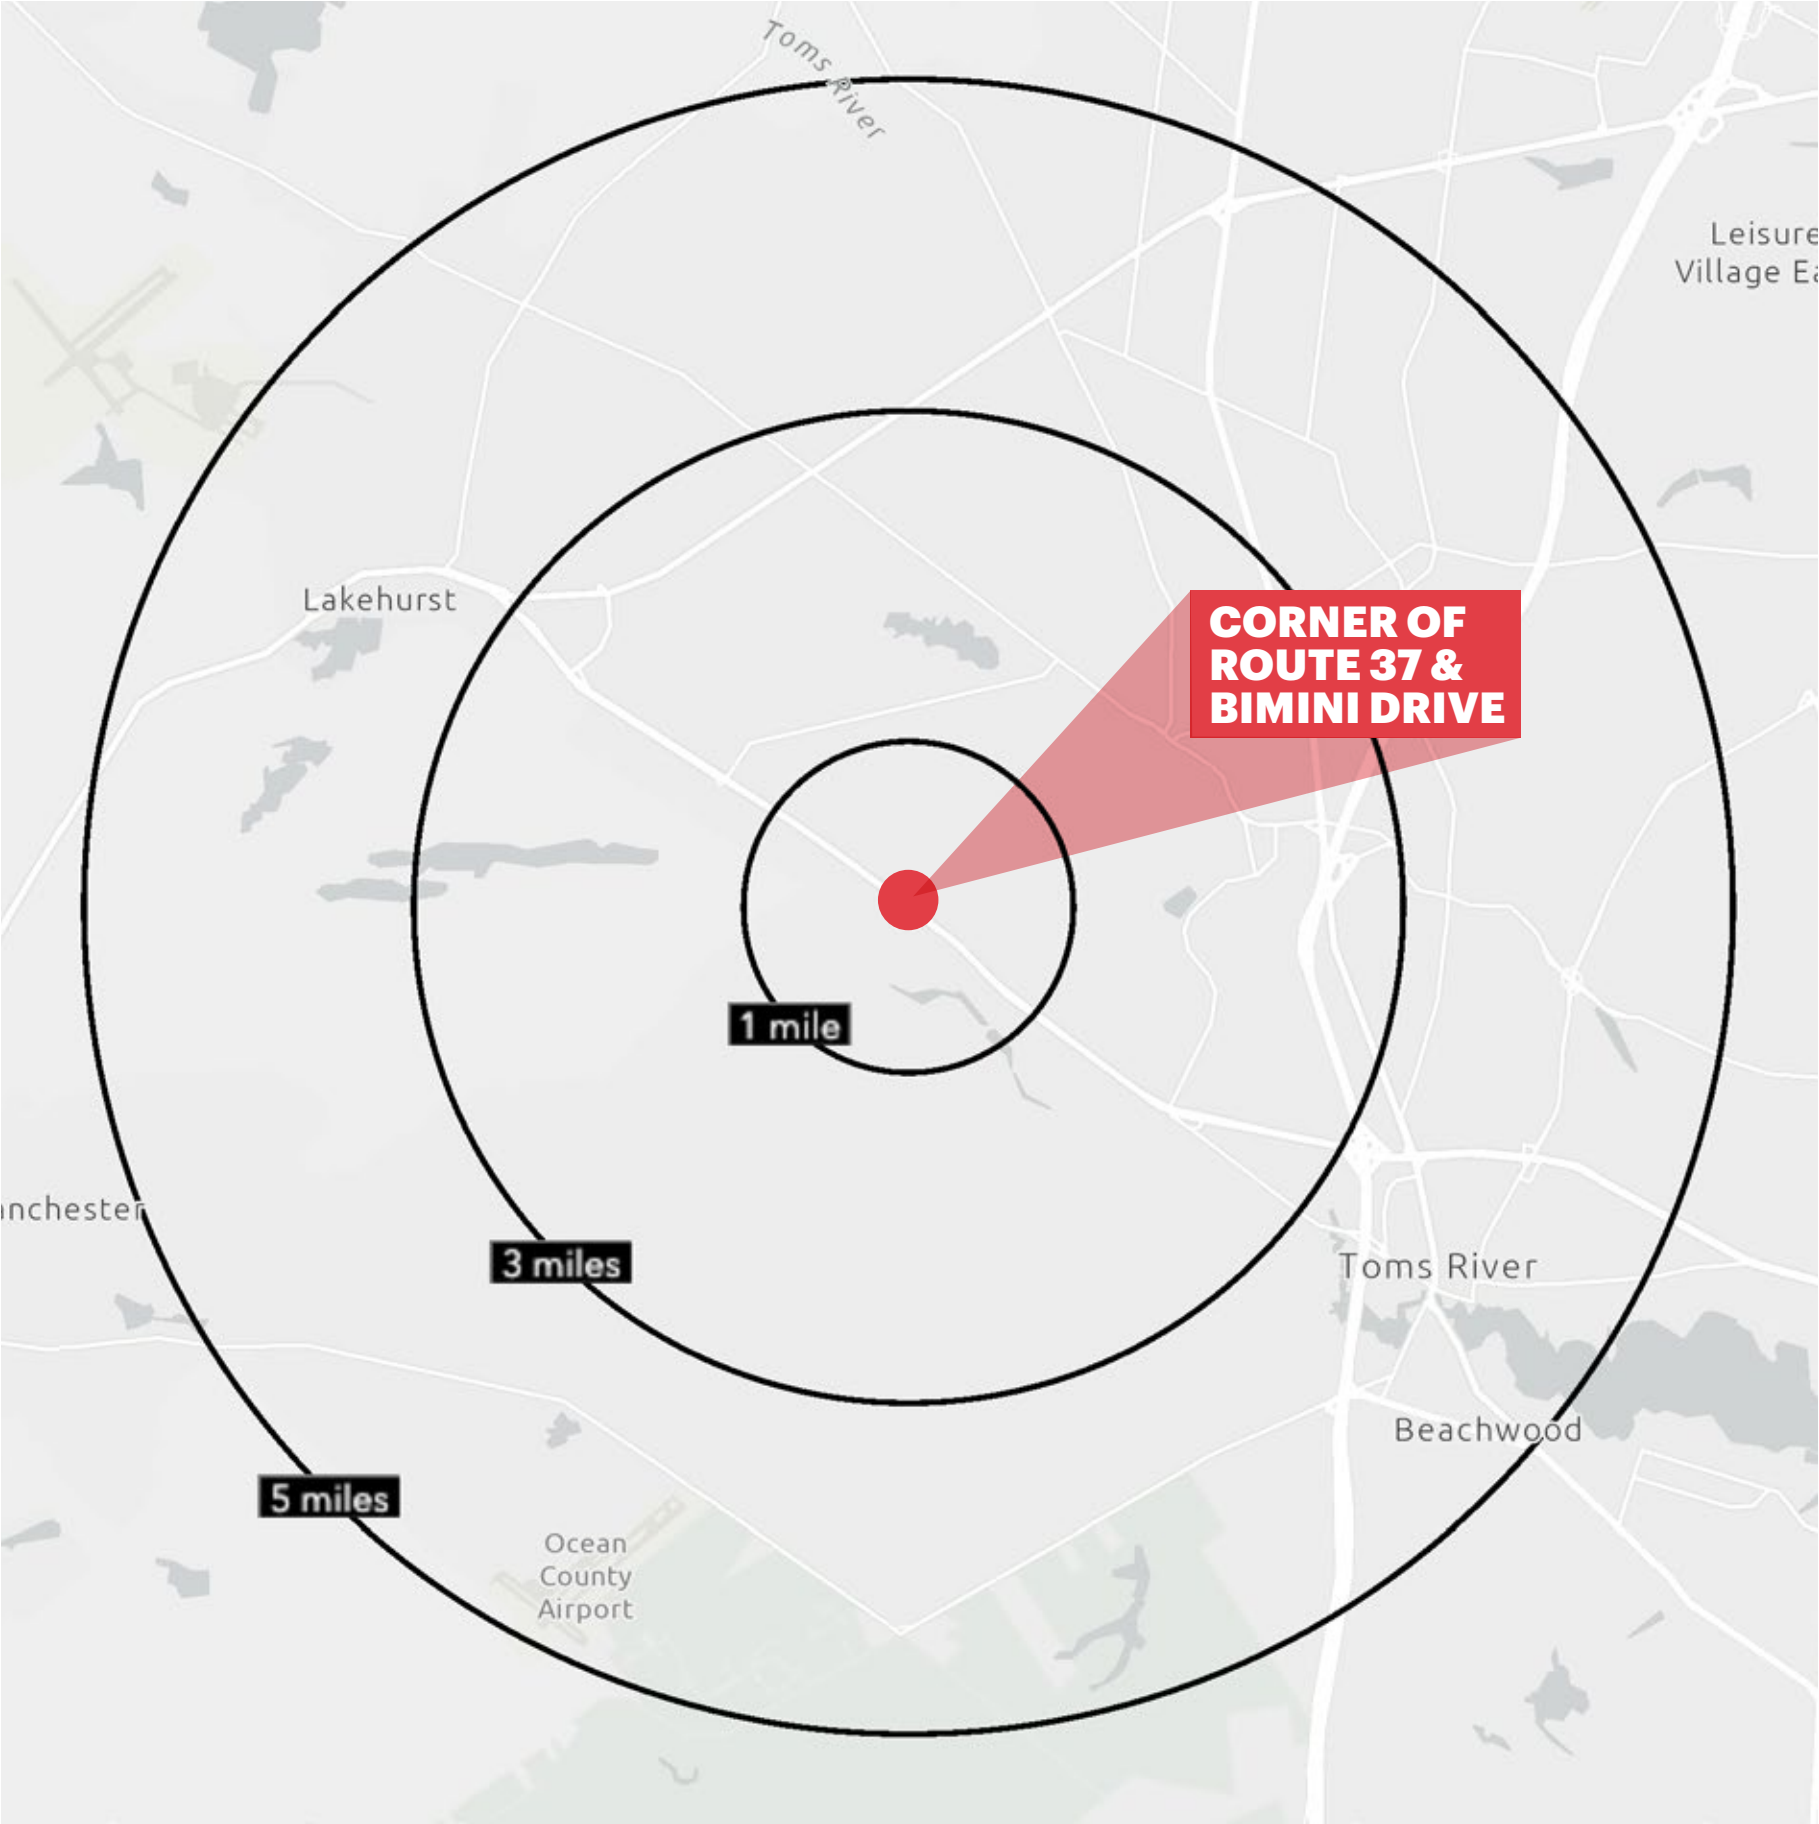 Toms River
Leisure
Village Ea
Lakehurst
CORNER OF
ROUTE 37 &
BIMINI DRIVE
1 mile
anchester
3 miles
Toms River
Beachwood
5 miles
Ocean
County
Airport